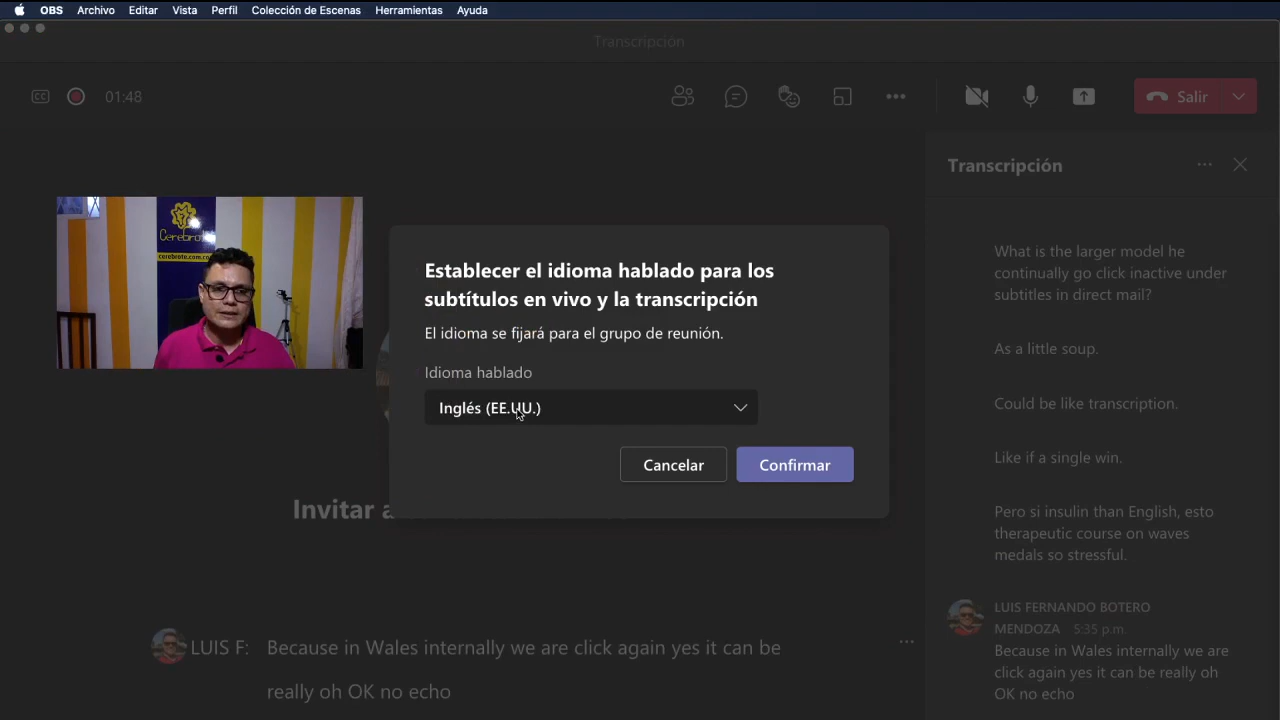 OBS Archivo Editar Vista Perfil Colección de Escenas Herramientas Ayuda
Transcripción
CC 01:48 Salir
Transcripción
What is the larger model he
continually go click inactive under
subtitles in direct mail?
As a little soup.
Could be like transcription.
Like if a single win.
Pero si insulin than English, esto
therapeutic course on waves
medals so stressful.
LUIS FERNANDO BOTERO
MENDOZA 5:35 p.m.
Because in Wales internally we are
click again yes it can be really oh
OK no echo
cerebrote.com.co
Establecer el idioma hablado para los
subtítulos en vivo y la transcripción
El idioma se fijará para el grupo de reunión.
Idioma hablado
Inglés (EE.UU.)
Cancelar Confirmar
Invitar a
LUIS F: Because in Wales internally we are click again yes it can be
really oh OK no echo